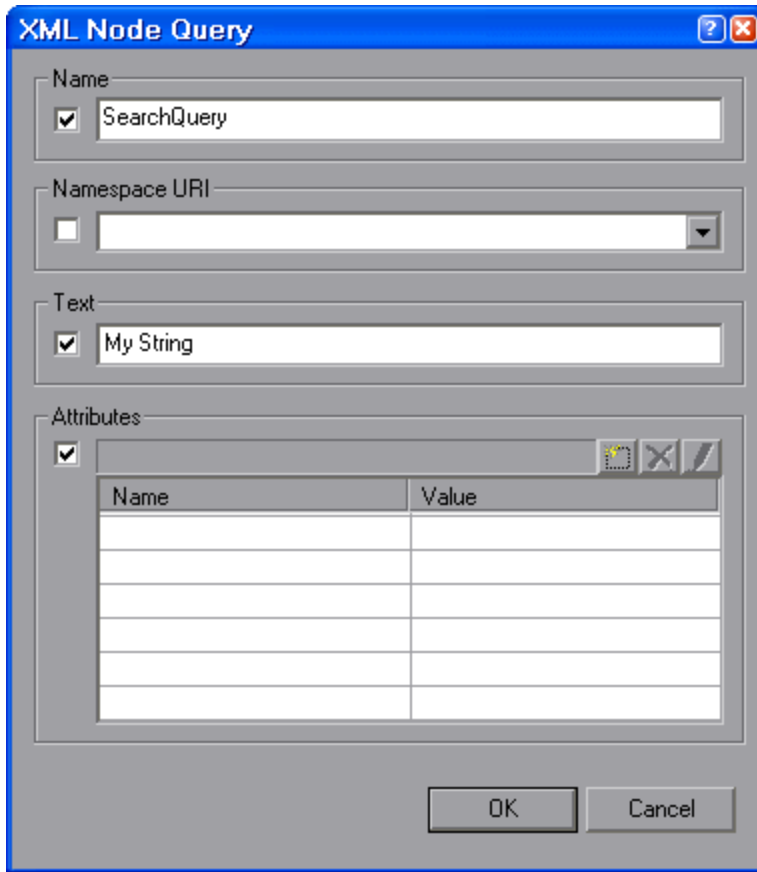 XML Node Query
Name
SearchQuery
Namespace URI
Text
My String
Attributes
Name Value
OK Cancel